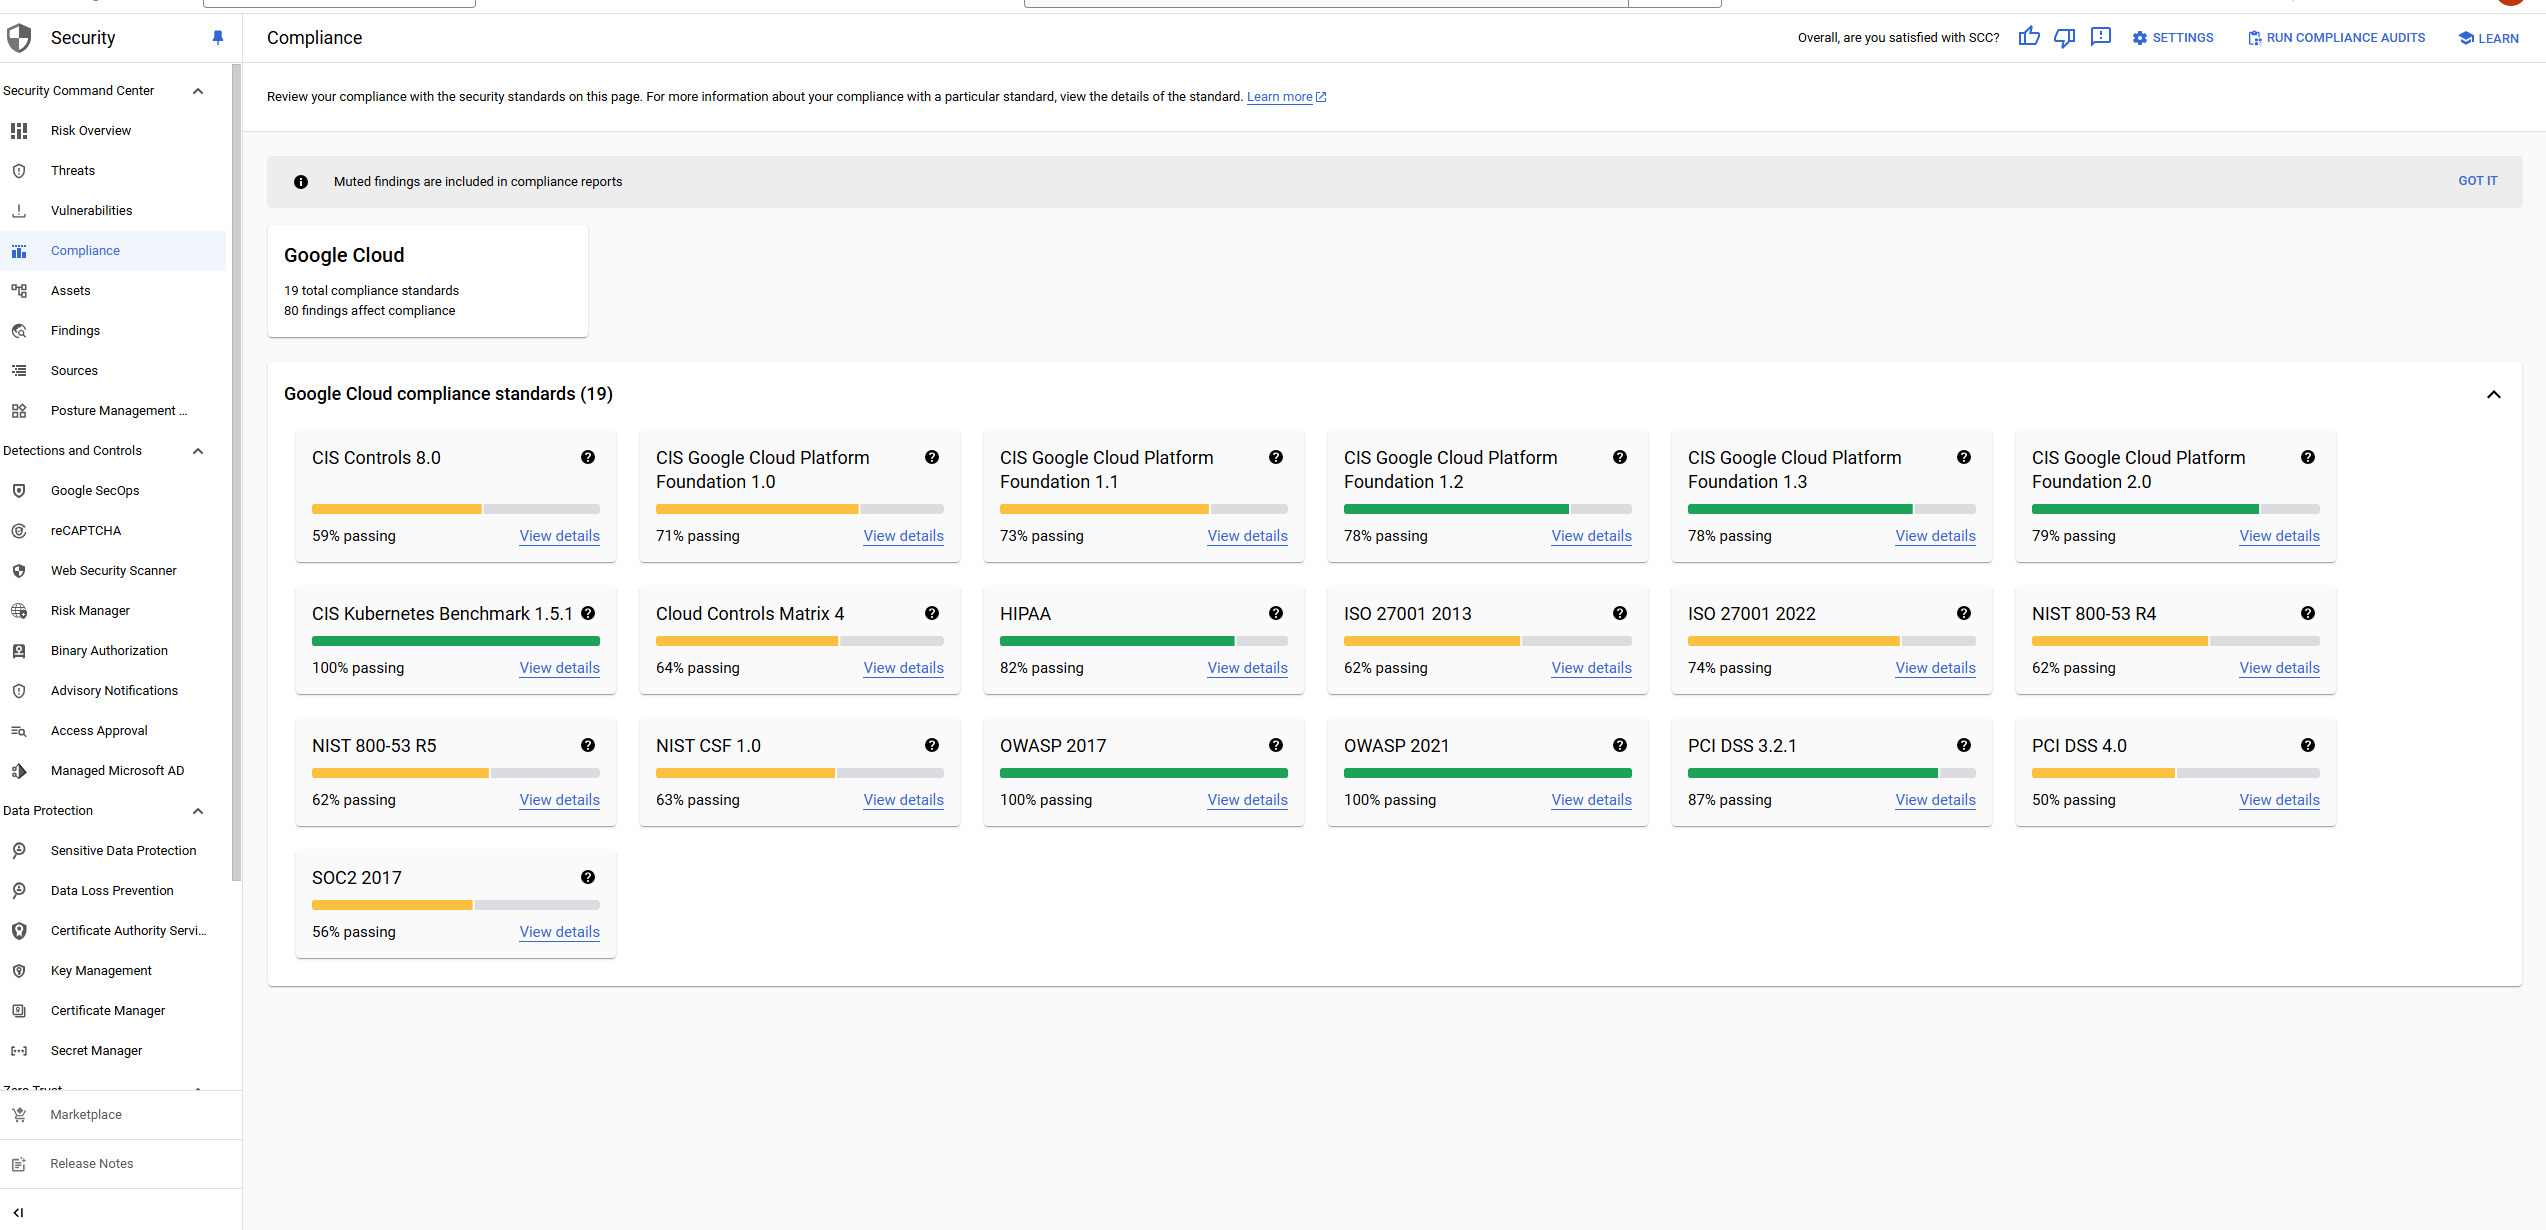 Security
Compliance
Overall, are you satisfied with SCC?
SETTINGS
RUN COMPLIANCE AUDITS
LEARN
Security Command Center
Risk Overview
Threats
Vulnerabilities
Compliance
Assets
Findings
Sources
Posture Management ...
Detections and Controls
Google SecOps
reCAPTCHA
Web Security Scanner
Risk Manager
Binary Authorization
Advisory Notifications
Access Approval
Managed Microsoft AD
Data Protection
Sensitive Data Protection
Data Loss Prevention
Certificate Authority Servi...
Key Management
Certificate Manager
Secret Manager
Zero Trust
Marketplace
Release Notes
Review your compliance with the security standards on this page. For more information about your compliance with a particular standard, view the details of the standard. Learn more
Muted findings are included in compliance reports
GOT IT
Google Cloud
19 total compliance standards
80 findings affect compliance
Google Cloud compliance standards (19)
CIS Controls 8.0
59% passing
View details
CIS Google Cloud Platform
Foundation 1.0
71% passing
View details
CIS Google Cloud Platform
Foundation 1.1
73% passing
View details
CIS Google Cloud Platform
Foundation 1.2
78% passing
View details
CIS Google Cloud Platform
Foundation 1.3
78% passing
View details
CIS Google Cloud Platform
Foundation 2.0
79% passing
View details
CIS Kubernetes Benchmark 1.5.1
100% passing
View details
Cloud Controls Matrix 4
64% passing
View details
HIPAA
82% passing
View details
ISO 27001 2013
62% passing
View details
ISO 27001 2022
74% passing
View details
NIST 800-53 R4
62% passing
View details
NIST 800-53 R5
62% passing
View details
NIST CSF 1.0
63% passing
View details
OWASP 2017
100% passing
View details
OWASP 2021
100% passing
View details
PCI DSS 3.2.1
87% passing
View details
PCI DSS 4.0
50% passing
View details
SOC2 2017
56% passing
View details